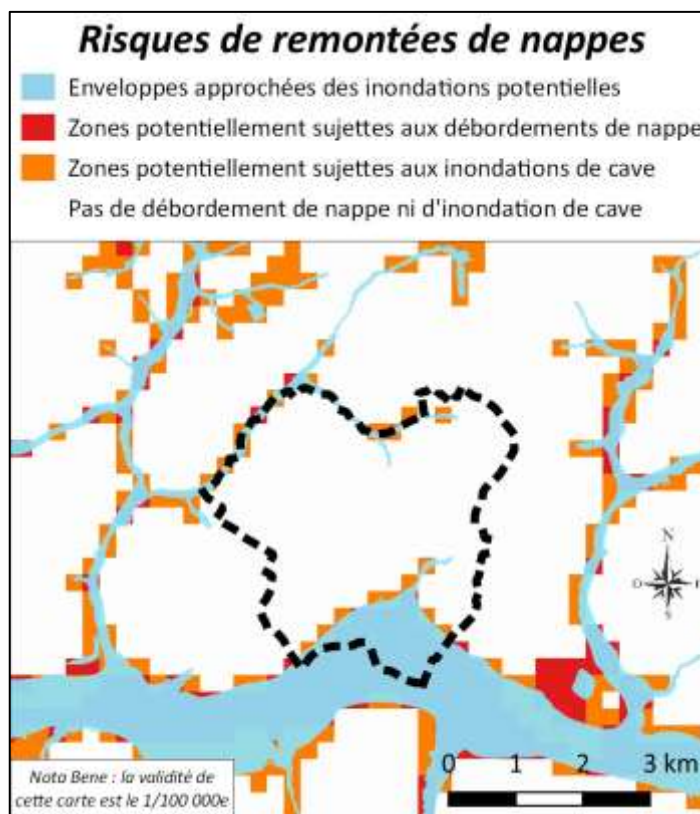 Risques de remontées de nappes
Enveloppes approchées des inondations potentielles
Zones potentiellement sujettes aux débordements de nappe
Zones potentiellement sujettes aux inondations de cave
Pas de débordement de nappe ni d'inondation de cave
N
O E
S
Nota Bene : la validité de
cette carte est le 1/100 000e
0 1 2 3 km